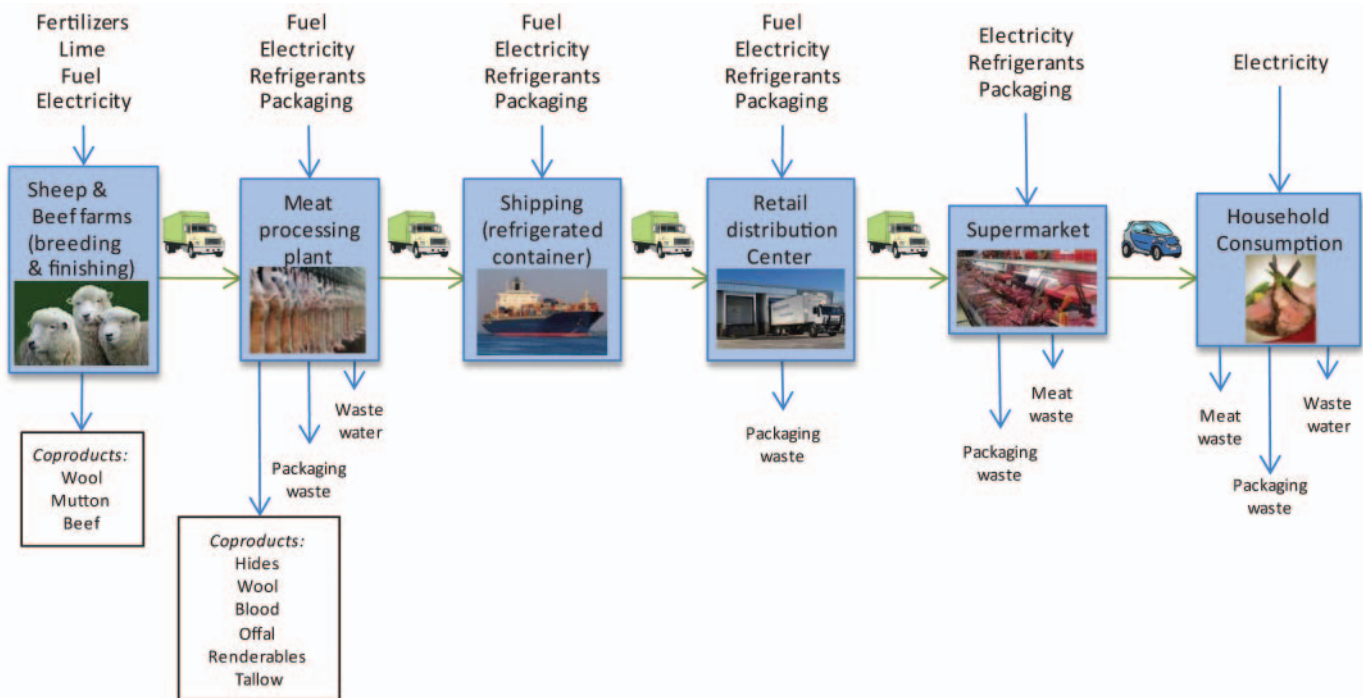 Fertilizers
Lime
Fuel
Electricity
Fuel
Electricity
Refrigerants
Packaging
Fuel
Electricity
Refrigerants
Packaging
Fuel
Electricity
Refrigerants
Packaging
Electricity
Refrigerants
Packaging
Electricity
Sheep &
Beef farms
(breeding
& finishing)
Meat
processing
plant
Shipping
(refrigerated
container)
Retail
distribution
Center
Supermarket
Household
Consumption
Coproducts:
Wool
Mutton
Beef
Waste
water
Packaging
waste
Coproducts:
Hides
Wool
Blood
Offal
Renderables
Tallow
Packaging
waste
Meat
waste
Packaging
waste
Meat
waste
Waste
water
Packaging
waste